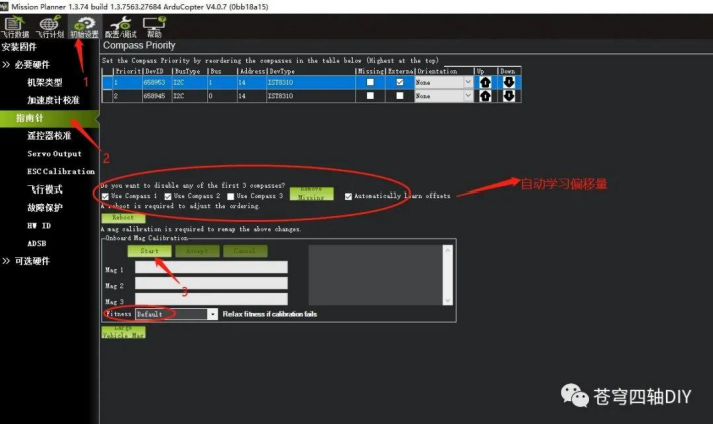 Mission Planner 1.3.74 build 1.3.7563.27684 ArduCopter V4.0.7 (0bb18a15)
飞行数据 飞行计划 初始设置 配置/调试 帮助
安装固件
>> 必要硬件
机架类型
加速度计校准
指南针
遥控器校准
Servo Output
ESC Calibration
飞行模式
故障保护
HW ID
ADSB
>> 可选硬件
1
2
Compass Priority
Set the Compass Priority by reordering the compasses in the table below (Highest at the top)
Priorit DevID BusType Bus Address DevType Missing Externa Orientation Up Down
1 658953 I2C 1 14 IST8310 None
2 658945 I2C 0 14 IST8310 None
Do you want to disable any of the first 3 compasses?
Use Compass 1 Use Compass 2 Use Compass 3 Remove Missing Automatically learn offsets
自动学习偏移量
A reboot is required to adjust the ordering.
Reboot
A mag calibration is required to remap the above changes.
Onboard Mag Calibration
Start Accept Cancel
Mag 1
Mag 2
3
Mag 3
Fitness Default Relax fitness if calibration fails
Large
Vehicle Mag
苍穹四轴DIY